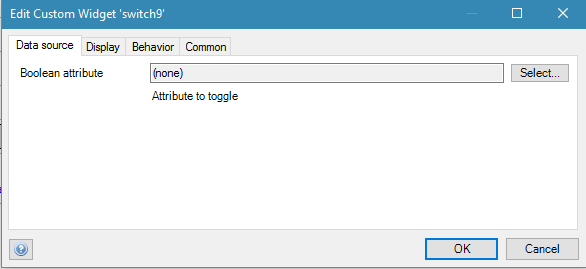 Edit Custom Widget 'switch9'
Data source Display Behavior Common
Boolean attribute (none) Select...
Attribute to toggle
OK Cancel